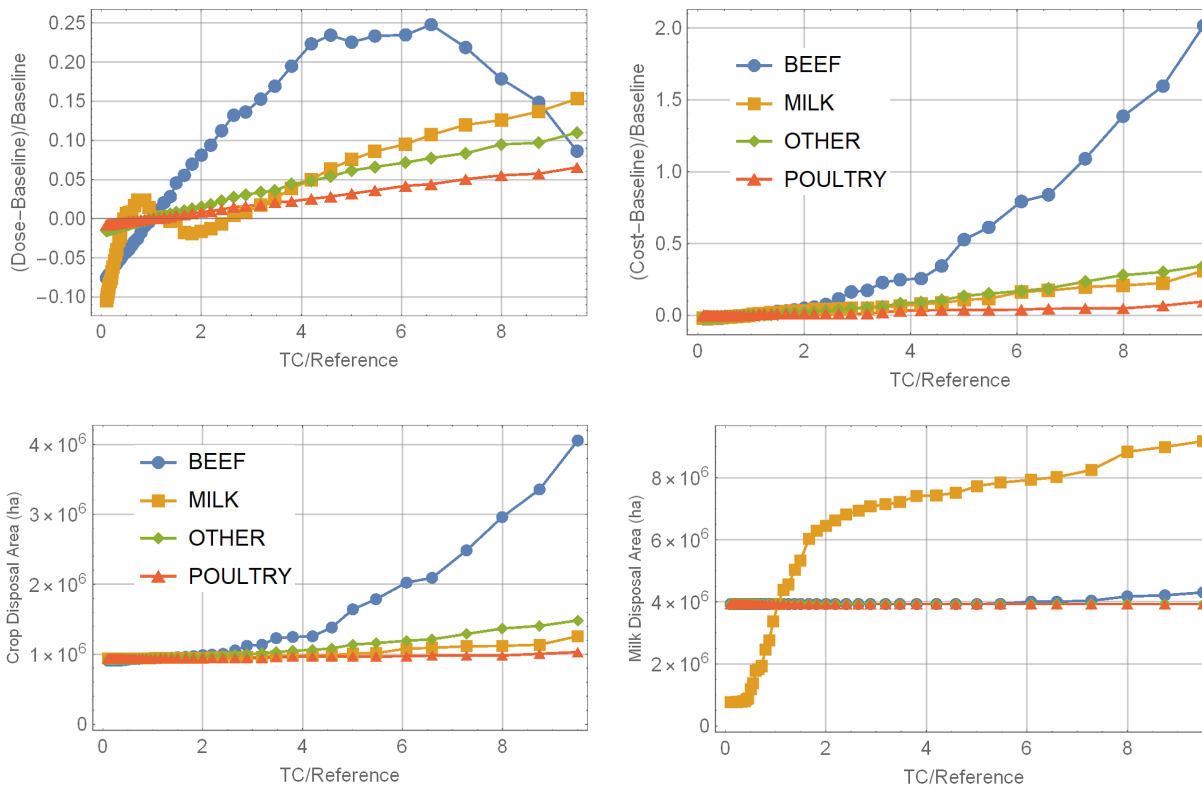 (Dose−Baseline)/Baseline
0.25
0.20
0.15
0.10
0.05
0.00
−0.05
−0.10
0 2 4 6 8
TC/Reference
(Cost−Baseline)/Baseline
2.0
1.5
1.0
0.5
0.0
BEEF
MILK
OTHER
POULTRY
0 2 4 6 8
TC/Reference
Crop Disposal Area (ha)
4 × 10⁶
3 × 10⁶
2 × 10⁶
1 × 10⁶
0
BEEF
MILK
OTHER
POULTRY
0 2 4 6 8
TC/Reference
Milk Disposal Area (ha)
8 × 10⁶
6 × 10⁶
4 × 10⁶
2 × 10⁶
0
0 2 4 6 8
TC/Reference